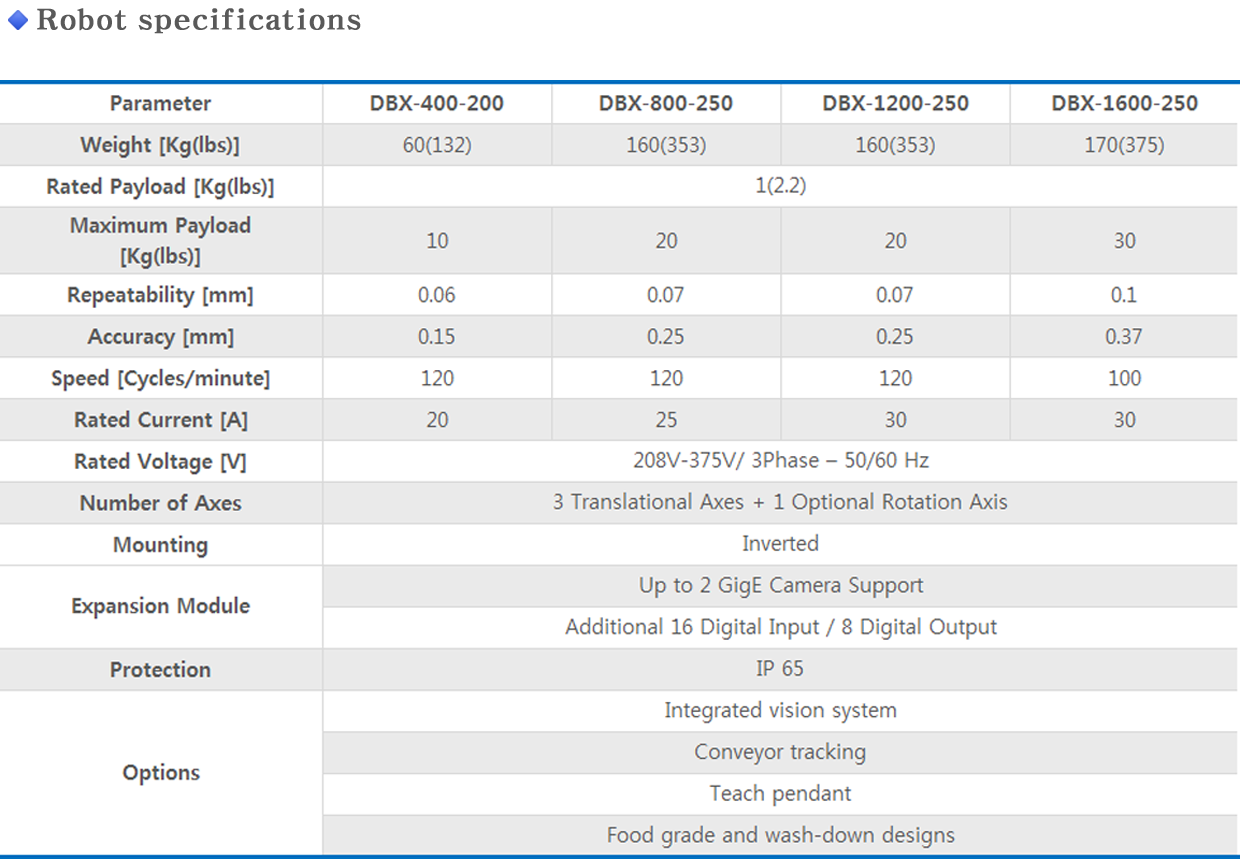 Robot specifications
Parameter DBX-400-200 DBX-800-250 DBX-1200-250 DBX-1600-250
Weight [Kg(lbs)] 60(132) 160(353) 160(353) 170(375)
Rated Payload [Kg(lbs)] 1(2.2)
Maximum Payload
[Kg(lbs)] 10 20 20 30
Repeatability [mm] 0.06 0.07 0.07 0.1
Accuracy [mm] 0.15 0.25 0.25 0.37
Speed [Cycles/minute] 120 120 120 100
Rated Current [A] 20 25 30 30
Rated Voltage [V] 208V-375V/ 3Phase – 50/60 Hz
Number of Axes 3 Translational Axes + 1 Optional Rotation Axis
Mounting Inverted
Expansion Module
Up to 2 GigE Camera Support
Additional 16 Digital Input / 8 Digital Output
Protection IP 65
Options
Integrated vision system
Conveyor tracking
Teach pendant
Food grade and wash-down designs